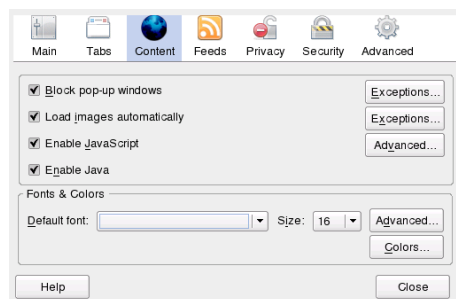 Main Tabs Content Feeds Privacy Security Advanced
Block pop-up windows Exceptions...
Load images automatically Exceptions...
Enable JavaScript Advanced...
Enable Java
Fonts & Colors
Default font: Size: 16 Advanced...
Colors...
Help Close